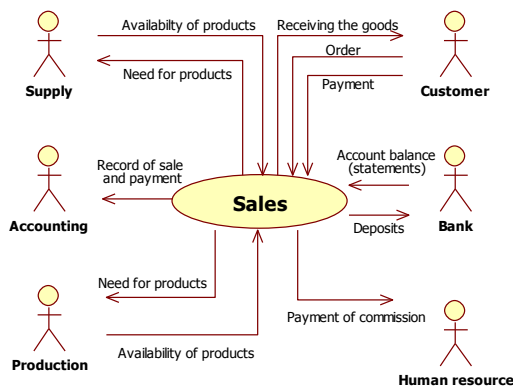 Availabilty of products
Receiving the goods
Order
Need for products
Payment
Supply
Customer
Record of sale
and payment
Account balance
(statements)
Sales
Accounting
Deposits
Bank
Need for products
Payment of commission
Availability of products
Production
Human resource